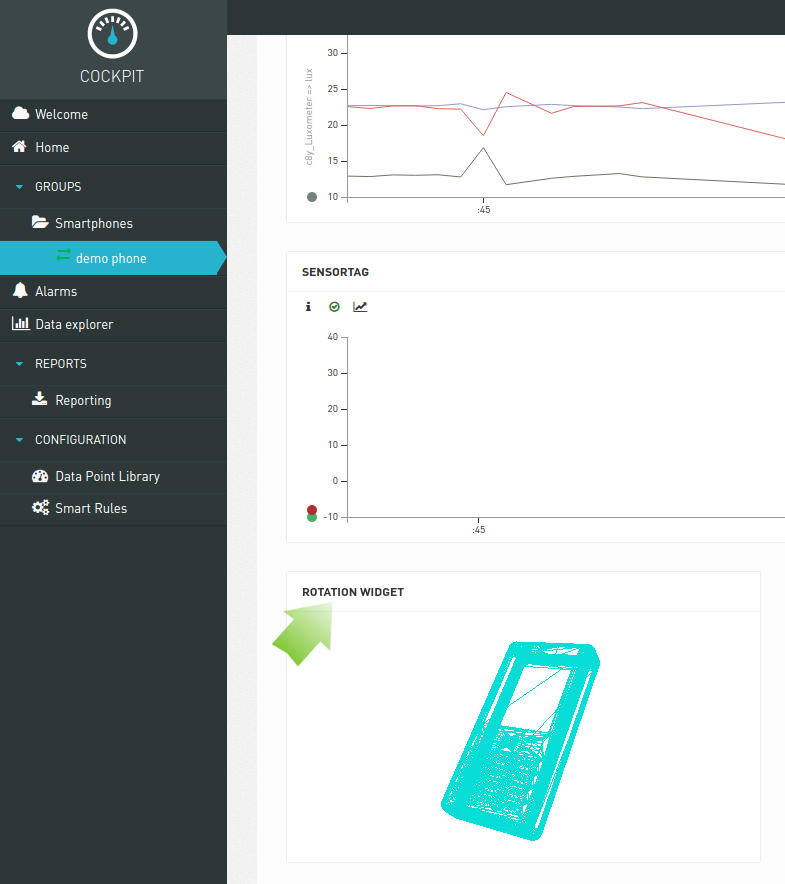 COCKPIT
Welcome
Home
GROUPS
Smartphones
demo phone
Alarms
Data explorer
REPORTS
Reporting
CONFIGURATION
Data Point Library
Smart Rules
c8y_Luxometer => lux
30
25
20
15
10
:45
SENSORTAG
40
30
20
10
0
-10
:45
ROTATION WIDGET